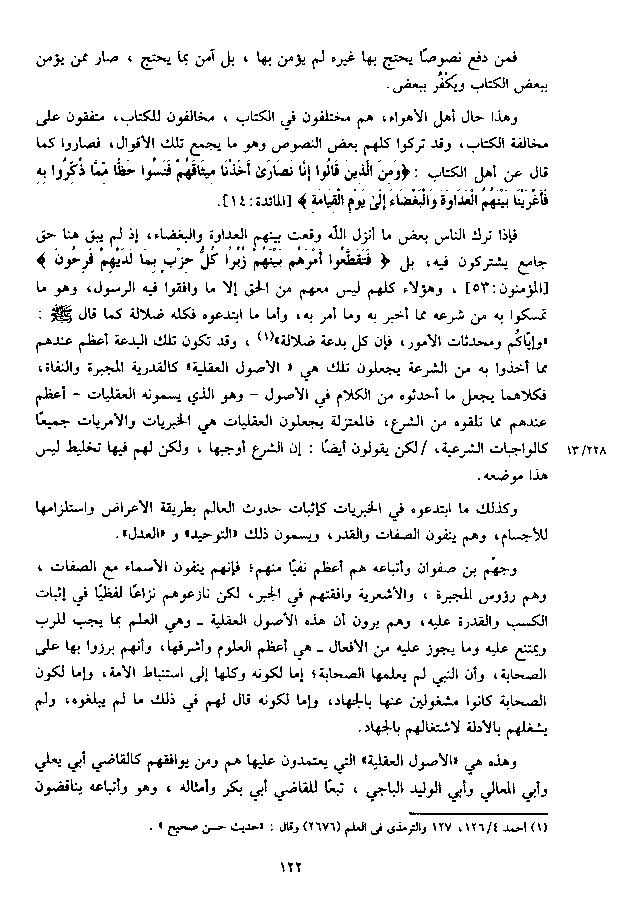 فمن دفع نصوصًا يحتج بها غيره لم يؤمن بها ، بل آمن بما يحتج ، صار ممن يؤمن
ببعض الكتاب ويكْفُر ببعض.
وهذا حال أهل الأهواء، هم مختلفون في الكتاب ، مخالفون للكتاب، متفقون على
مخالفة الكتاب، وقد تركوا كلهم بعض النصوص وهو ما يجمع تلك الأقوال، فصاروا كما
قال عن أهل الكتاب : ﴿وَمِنَ الَّذِينَ قَالُوا إِنَّا نَصَارَىٰ أَخَذْنَا مِيثَاقَهُمْ فَنَسُوا حَظًّا مِّمَّا ذُكِّرُوا بِهِ
فَأَغْرَيْنَا بَيْنَهُمُ الْعَدَاوَةَ وَالْبَغْضَاءَ إِلَىٰ يَوْمِ الْقِيَامَةِ ﴾ [المائدة: ١٤].
فإذا ترك الناس بعض ما أنزل اللّه وقعت بينهم العداوة والبغضاء، إذ لم يبق هنا حق
جامع يشتركون فيه، بل ﴿ فَتَقَطَّعُوا أَمْرَهُم بَيْنَهُمْ زُبُرًا كُلُّ حِزْبٍ بِمَا لَدَيْهِمْ فَرِحُونَ ﴾
[المؤمنون: ٥٣] ، وهؤلاء كلهم ليس معهم من الحق إلا ما وافقوا فيه الرسول، وهو ما
تمسكوا به من شرعه مما أخبر به وما أمر به، وأما ما ابتدعوه فكله ضلالة كما قال ﷺ :
«وإيَّاكُم ومحدثات الأمور، فإن كل بدعة ضلالة»(١) ، وقد تكون تلك البدعة أعظم عندهم
مما أخذوا به من الشرعة يجعلون تلك هي « الأصول العقلية» كالقدرية المجبرة والنفاة،
فكلاهما يجعل ما أحدثوه من الكلام في الأصول - وهو الذي يسمونه العقليات - أعظم
عندهم مما تلقوه من الشرع، فالمعتزلة يجعلون العقليات هي الخبريات والأمريات جميعًا
كالواجبات الشرعية، /لكن يقولون أيضًا : إن الشرع أوجبها ، ولكن لهم فيها تخليط ليس ١٣/٢٢٨
هذا موضعه.
وكذلك ما ابتدعوه في الخبريات كإثبات حدوث العالم بطريقة الأعراض واستلزامها
للأجسام، وهم ينفون الصفات والقدر، ويسمون ذلك «التوحيد» و «العدل».
وجهْم بن صفوان وأتباعه هم أعظم نفيًا منهم؛ فإنهم ينفون الأسماء مع الصفات ،
وهم رؤوس المجبرة ، والأشعرية وافقتهم في الجبر، لكن نازعوهم نزاعًا لفظيًا في إثبات
الكسب والقدرة عليه، وهم يرون أن هذه الأصول العقلية ـ وهي العلم بما يجب للرب
ويمتنع عليه وما يجوز عليه من الأفعال ـ هي أعظم العلوم وأشرفها، وأنهم برزوا بها على
الصحابة، وأن النبي لم يعلمها الصحابة؛ إما لكونه وكلها إلى استنباط الأمة، وإما لكون
الصحابة كانوا مشغولين عنها بالجهاد، وإما لكونه قال لهم في ذلك ما لم يبلغوه، ولم
يشغلهم بالأدلة لاشتغالهم بالجهاد.
وهذه هي «الأصول العقلية» التي يعتمدون عليها هم ومن يوافقهم كالقاضي أبي يعلي
وأبي المعالي وأبي الوليد الباجي ، تبعًا للقاضي أبي بكر وأمثاله ، وهو وأتباعه يناقضون
(١) أحمد ١٢٦/٤، ١٢٧ والترمذى فى العلم (٢٦٧٦) وقال : «حديث حسن صحيح» .
١٢٢